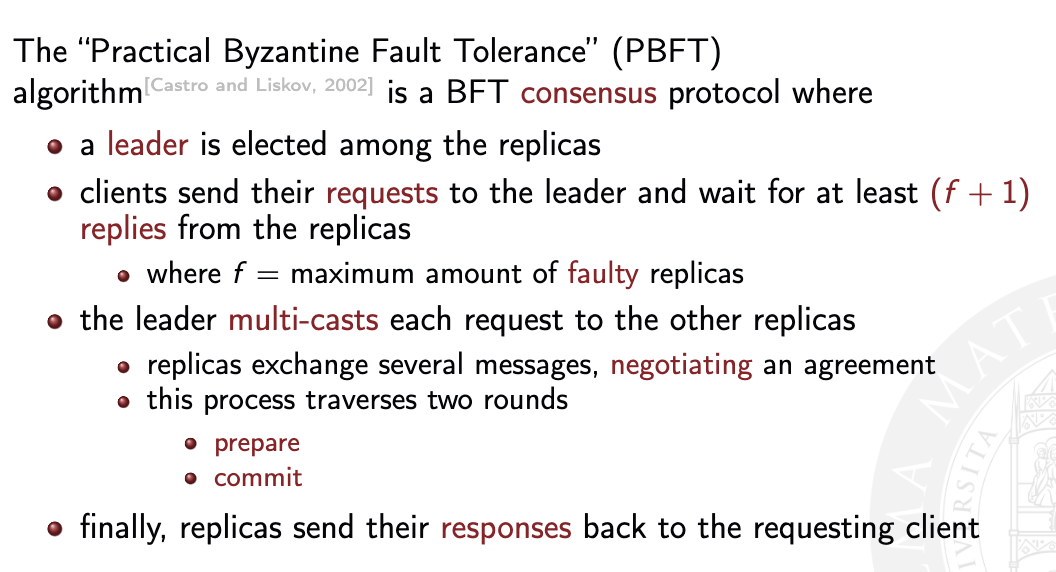 The “Practical Byzantine Fault Tolerance” (PBFT)
algorithm[Castro and Liskov, 2002] is a BFT consensus protocol where
a leader is elected among the replicas
clients send their requests to the leader and wait for at least (f + 1)
replies from the replicas
where f = maximum amount of faulty replicas
the leader multi-casts each request to the other replicas
replicas exchange several messages, negotiating an agreement
this process traverses two rounds
prepare
commit
finally, replicas send their responses back to the requesting client